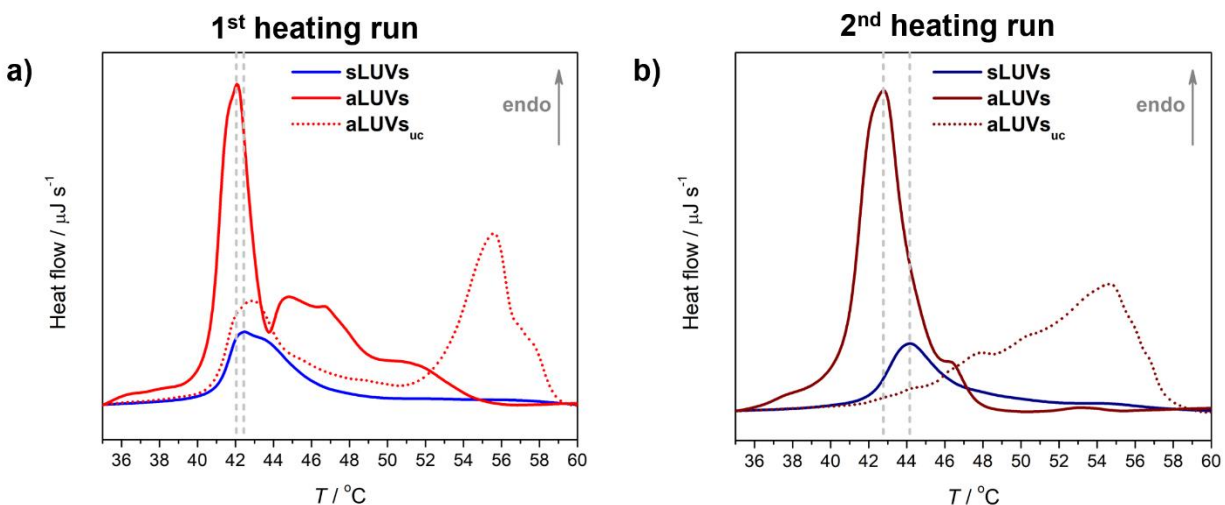 1st heating run
a)
sLUVs
aLUVs
aLUVsuc
endo
Heat flow / μJ s-1
36 38 40 42 44 46 48 50 52 54 56 58 60
T / oC
2nd heating run
b)
sLUVs
aLUVs
aLUVsuc
endo
Heat flow / μJ s-1
36 38 40 42 44 46 48 50 52 54 56 58 60
T / oC